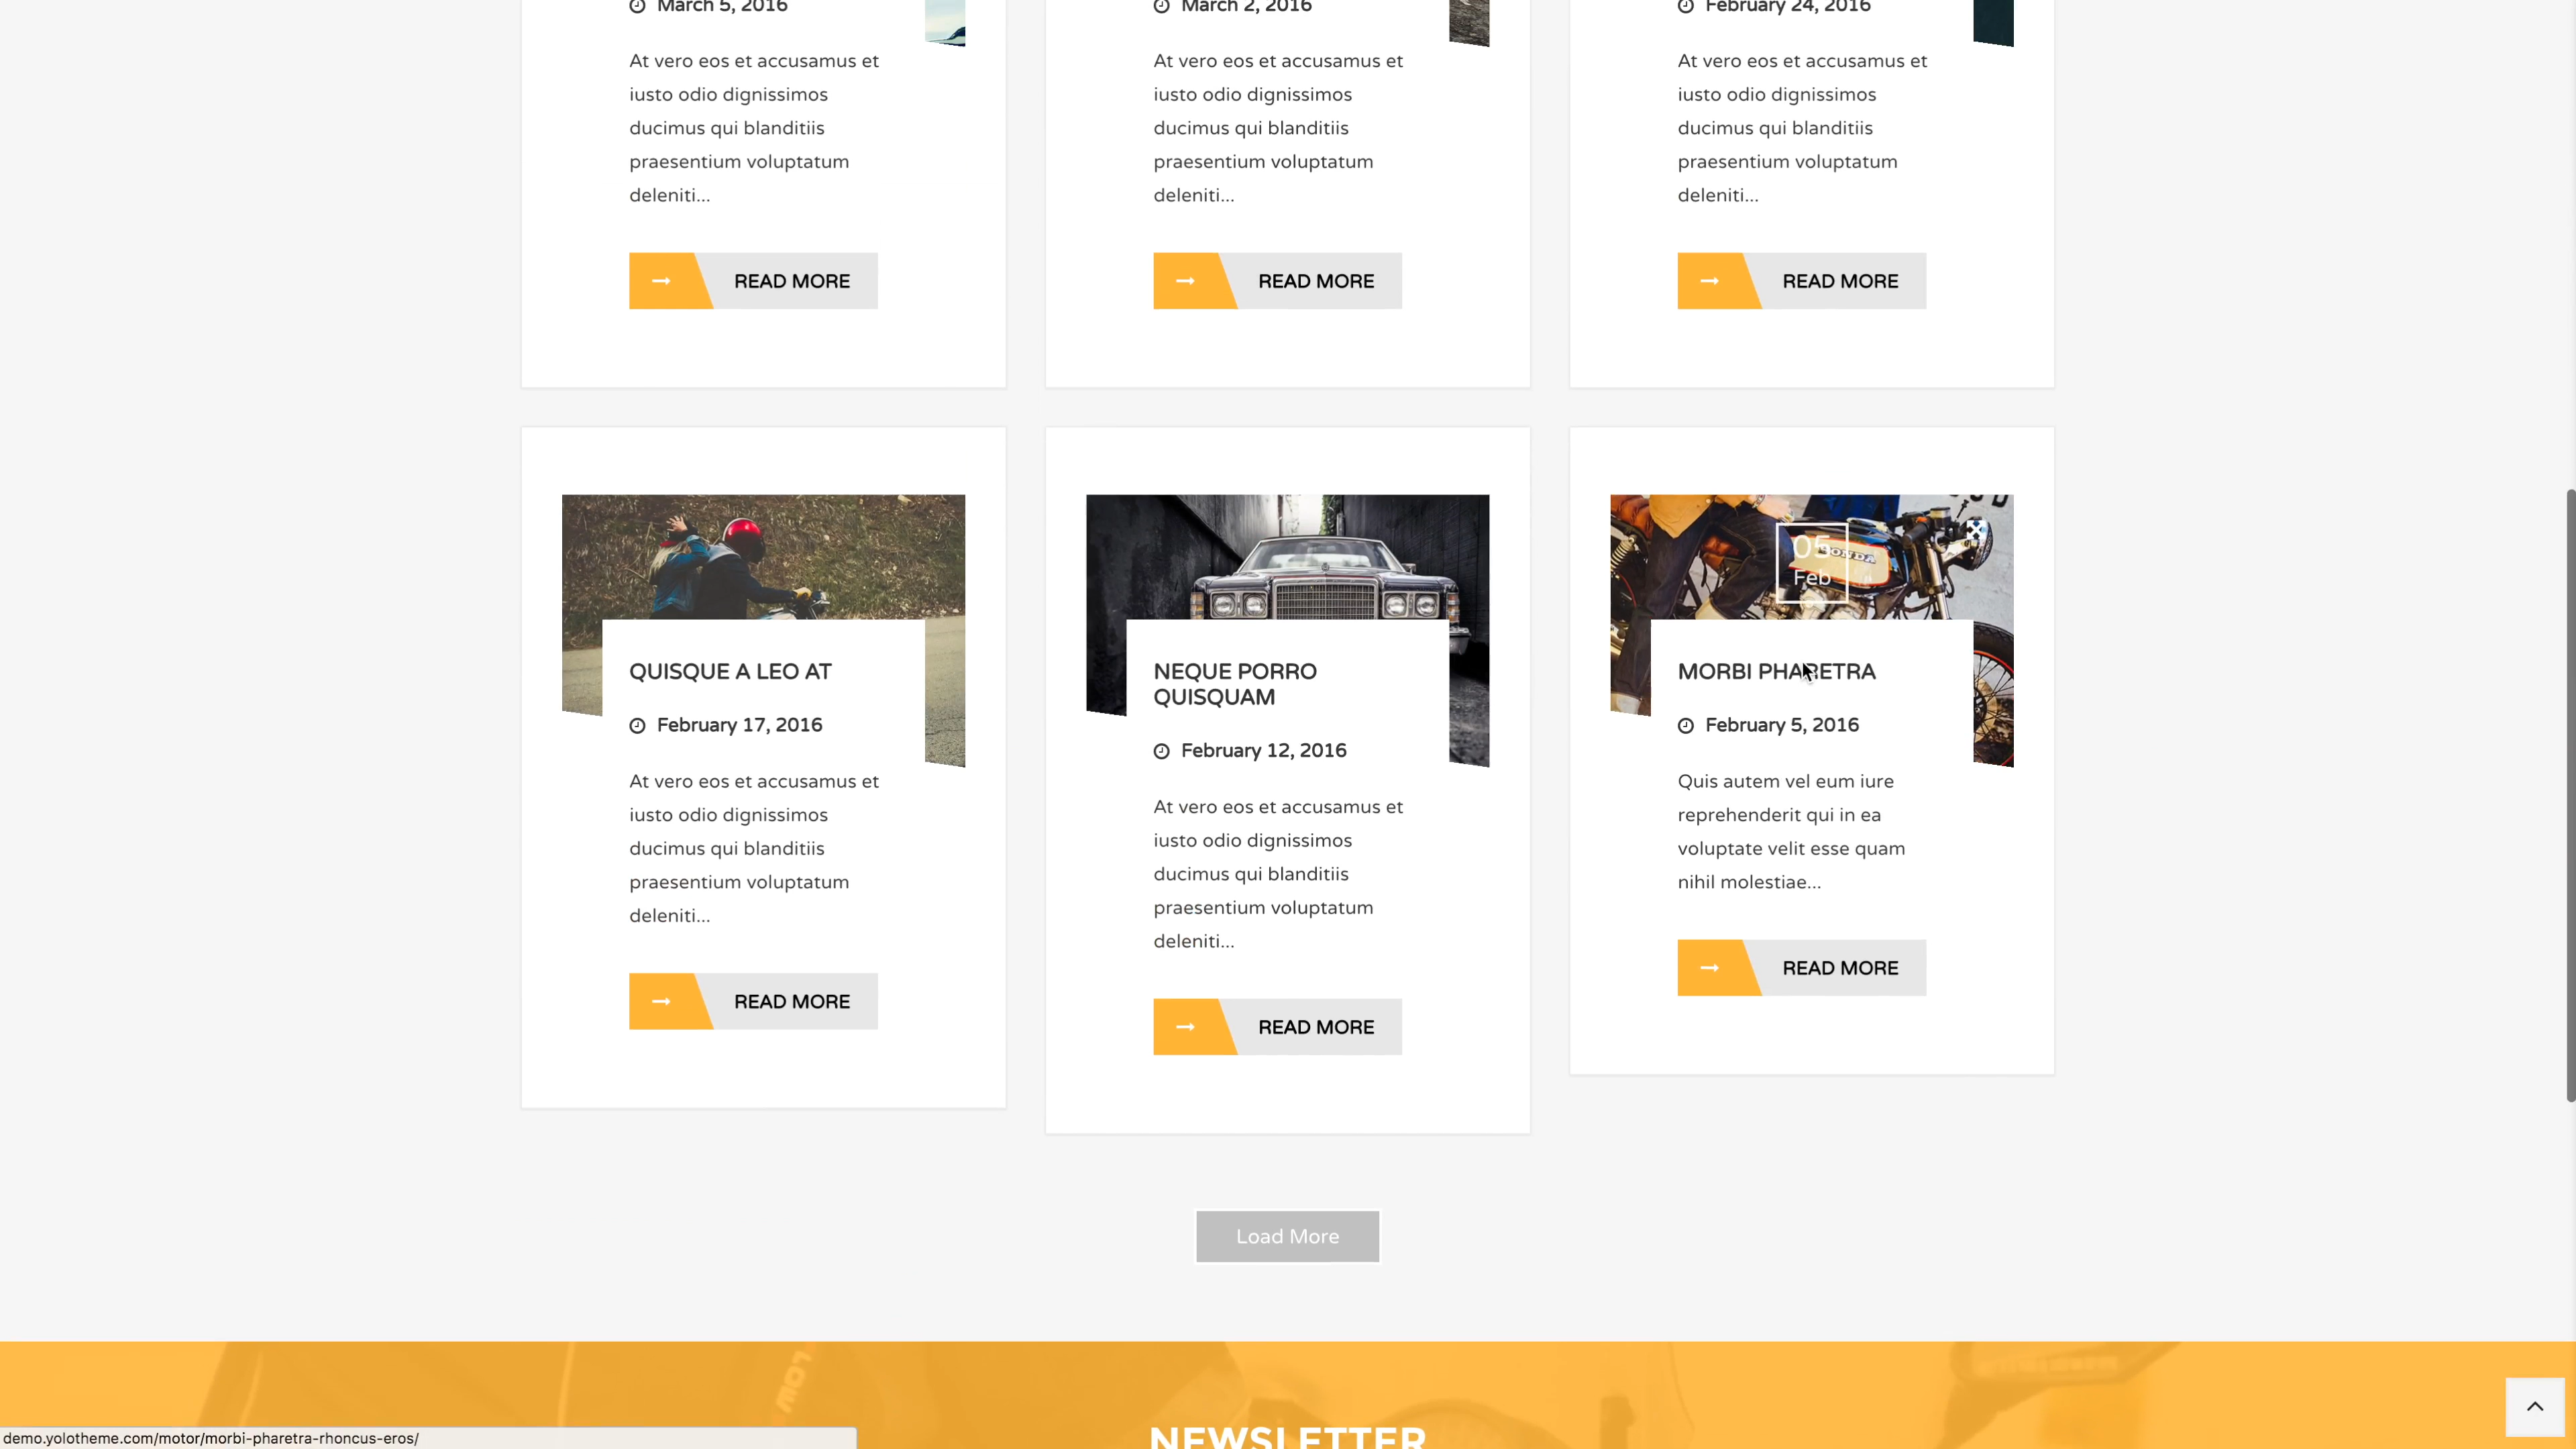 March 5, 2016
At vero eos et accusamus et
iusto odio dignissimos
ducimus qui blanditiis
praesentium voluptatum
deleniti...
READ MORE
March 2, 2016
At vero eos et accusamus et
iusto odio dignissimos
ducimus qui blanditiis
praesentium voluptatum
deleniti...
READ MORE
February 24, 2016
At vero eos et accusamus et
iusto odio dignissimos
ducimus qui blanditiis
praesentium voluptatum
deleniti...
READ MORE
QUISQUE A LEO AT
February 17, 2016
At vero eos et accusamus et
iusto odio dignissimos
ducimus qui blanditiis
praesentium voluptatum
deleniti...
READ MORE
NEQUE PORRO
QUISQUAM
February 12, 2016
At vero eos et accusamus et
iusto odio dignissimos
ducimus qui blanditiis
praesentium voluptatum
deleniti...
READ MORE
05
Feb
HONDA
MORBI PHARETRA
February 5, 2016
Quis autem vel eum iure
reprehenderit qui in ea
voluptate velit esse quam
nihil molestiae...
READ MORE
Load More
NEWSLETTER
demo.yolotheme.com/motor/morbi-pharetra-rhoncus-eros/